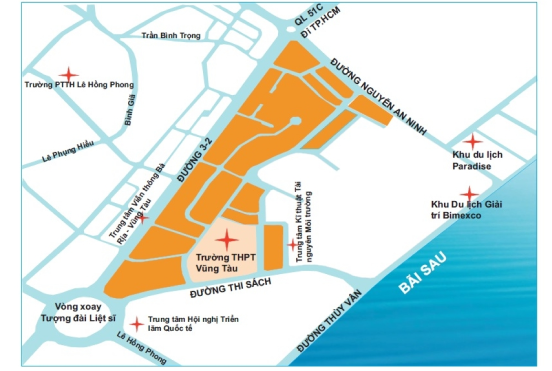 QL 51C
ĐI TP.HCM
Trần Bình Trọng
ĐƯỜNG NGUYỄN AN NINH
Trường PTTH Lê Hồng Phong
Bình Giã
Lê Phụng Hiểu
ĐƯỜNG 3-2
Khu du lịch
Paradise
Trung tâm Viễn thông Bà
Rịa - Vũng Tàu
Khu Du lịch Giải
trí Bimexco
Trung tâm Kĩ thuật Tài
nguyên Môi trường
Trường THPT
Vũng Tàu
BÃI SAU
ĐƯỜNG THI SÁCH
ĐƯỜNG THÙY VÂN
Vòng xoay
Tượng đài Liệt sĩ
Trung tâm Hội nghị Triển
lãm Quốc tế
Lê Hồng Phong